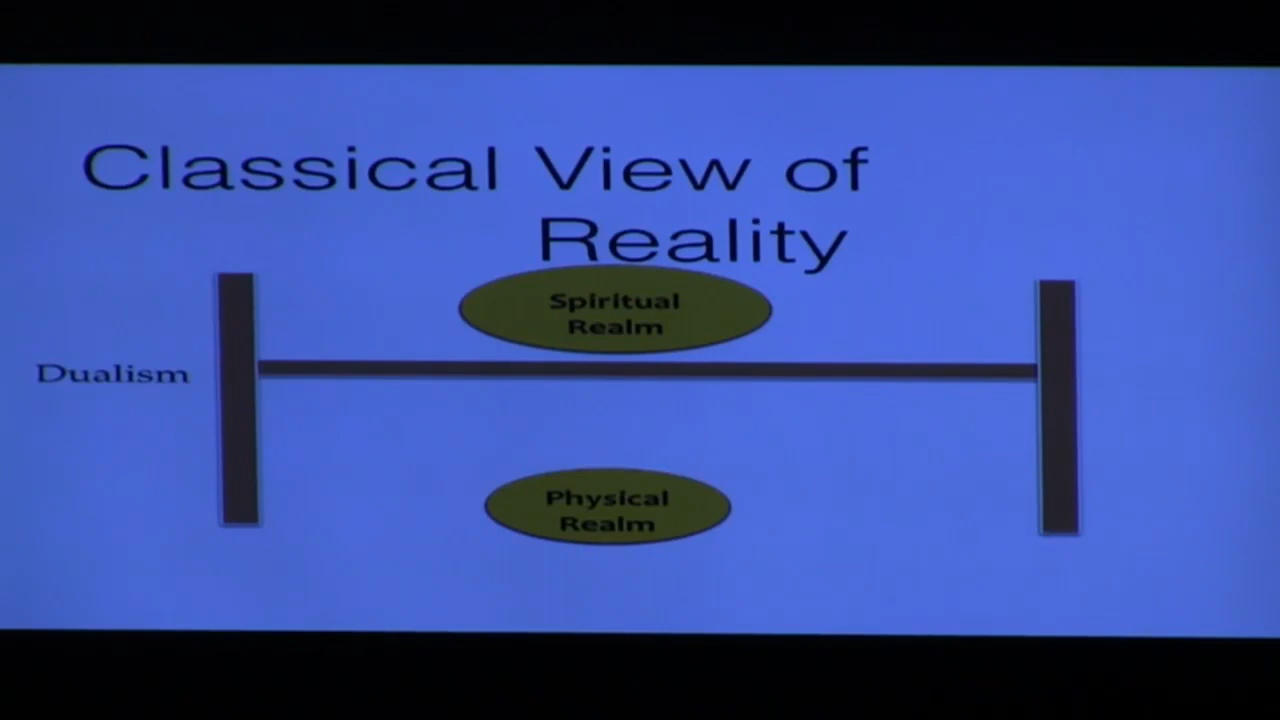 Classical View of
Reality
Spiritual
Realm
Dualism
Physical
Realm